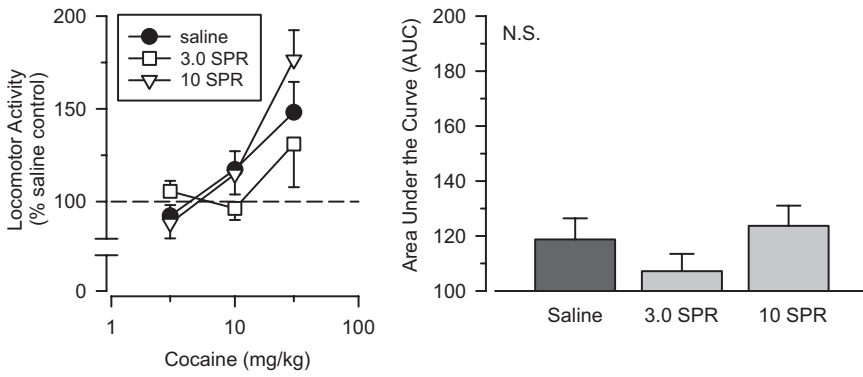 Locomotor Activity
(% saline control)
200
150
100
0
saline
3.0 SPR
10 SPR
1
10
100
Cocaine (mg/kg)
Area Under the Curve (AUC)
200
180
160
140
120
100
N.S.
Saline
3.0 SPR
10 SPR